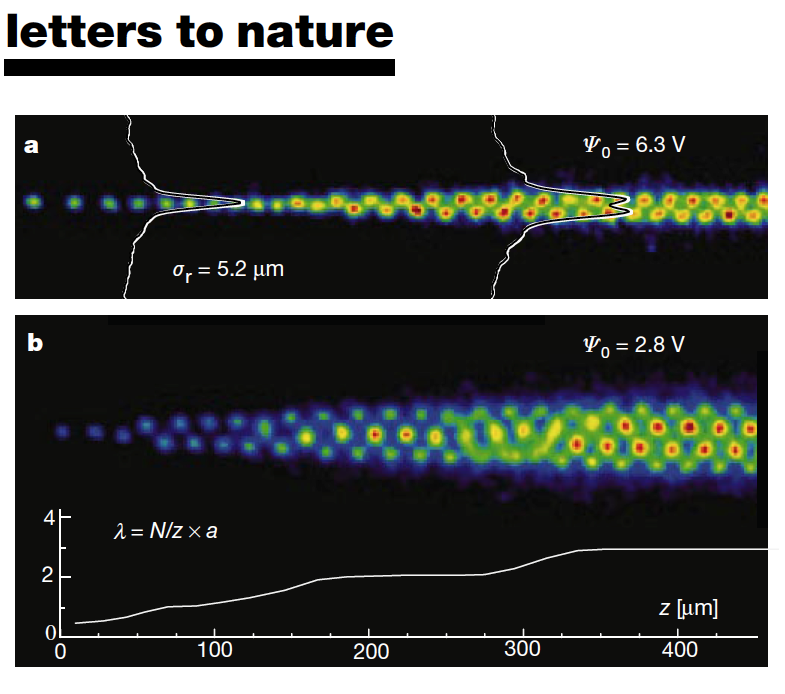 letters to nature
a
Ψ0 = 6.3 V
σr = 5.2 µm
b
Ψ0 = 2.8 V
4
λ = N/z × a
2
z [µm]
0
0 100 200 300 400